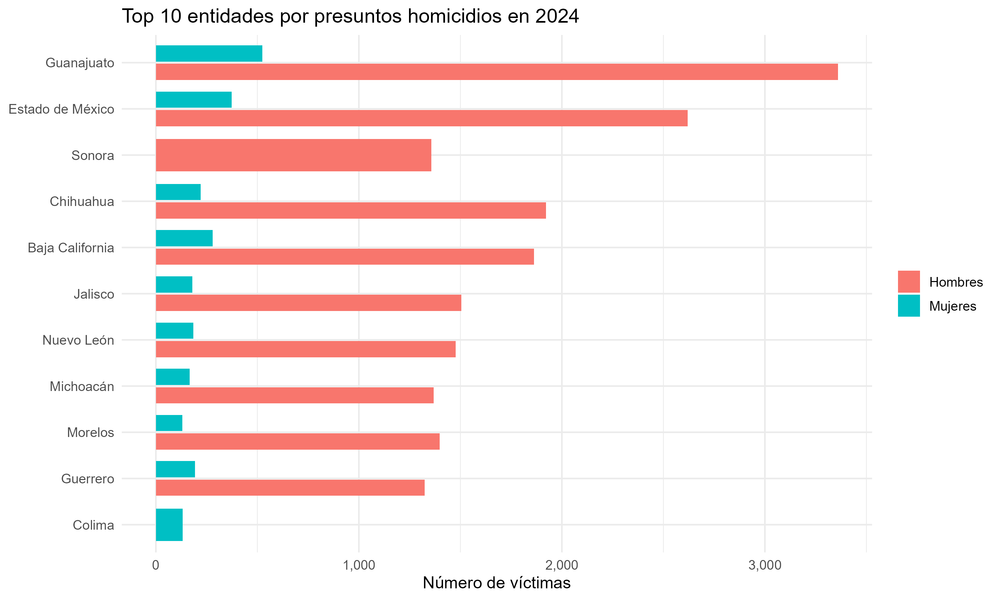 Top 10 entidades por presuntos homicidios en 2024
Guanajuato
Estado de México
Sonora
Chihuahua
Baja California
Jalisco
Nuevo León
Michoacán
Morelos
Guerrero
Colima
Hombres
Mujeres
0 1,000 2,000 3,000
Número de víctimas